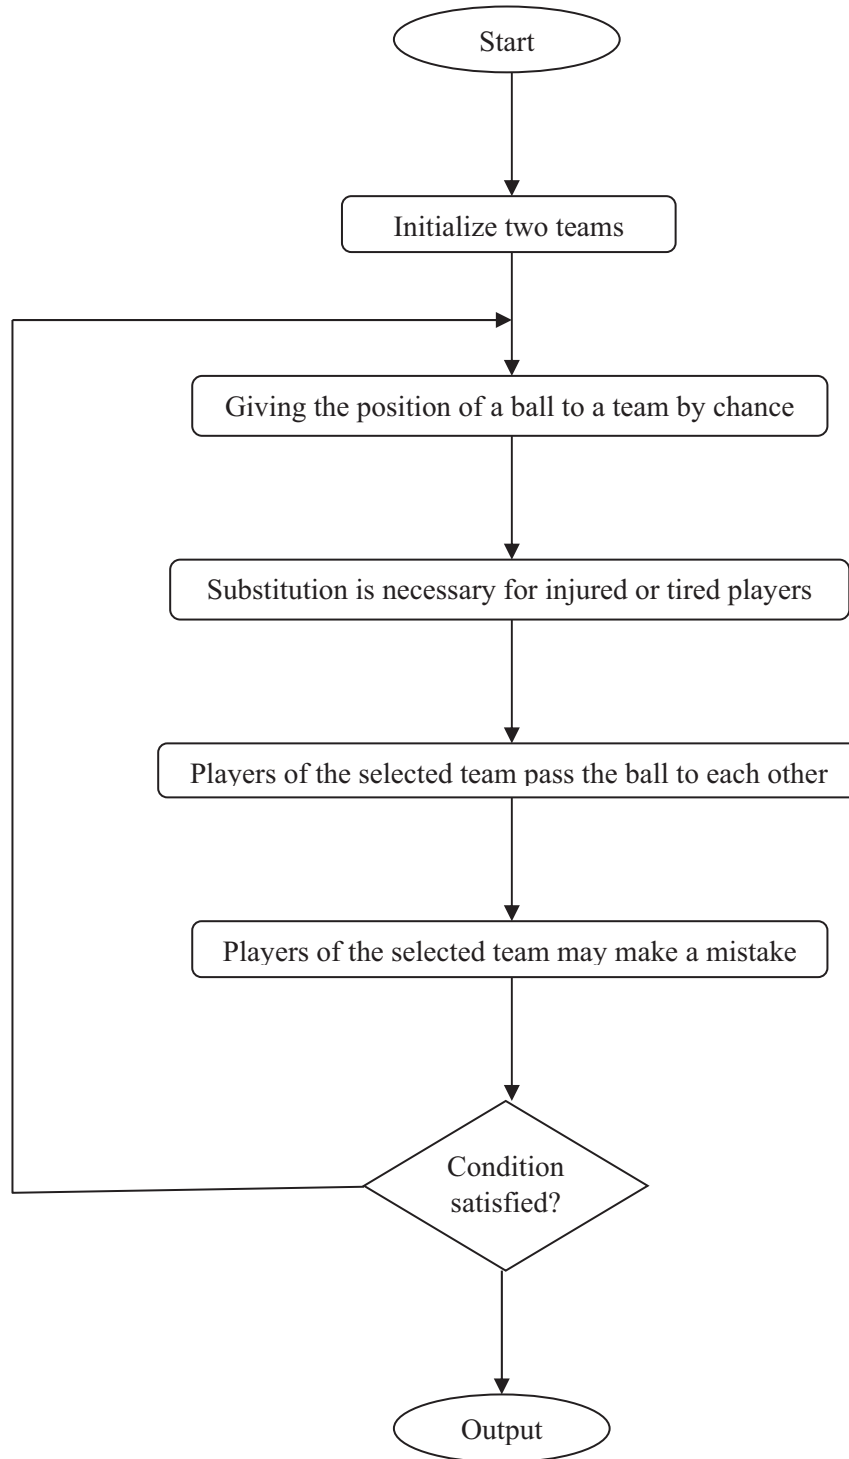 Start
Initialize two teams
Giving the position of a ball to a team by chance
Substitution is necessary for injured or tired players
Players of the selected team pass the ball to each other
Players of the selected team may make a mistake
Condition
satisfied?
Output